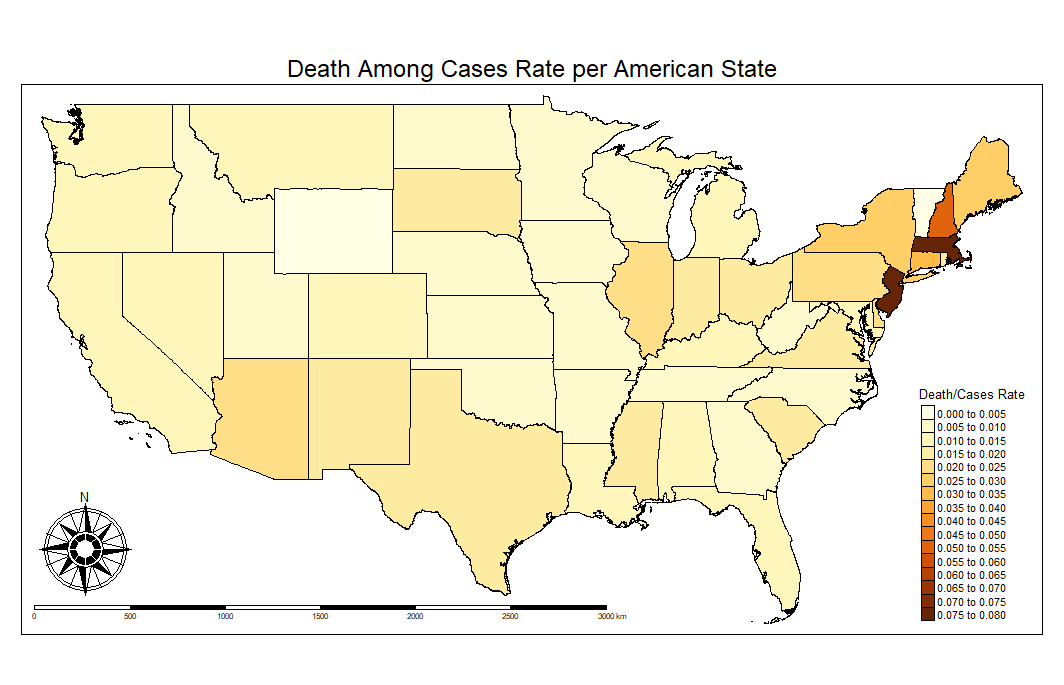 Death Among Cases Rate per American State
Death/Cases Rate
0.000 to 0.005
0.005 to 0.010
0.010 to 0.015
0.015 to 0.020
0.020 to 0.025
0.025 to 0.030
0.030 to 0.035
0.035 to 0.040
0.040 to 0.045
0.045 to 0.050
0.050 to 0.055
0.055 to 0.060
0.060 to 0.065
0.065 to 0.070
0.070 to 0.075
0.075 to 0.080
N
0 500 1000 1500 2000 2500 3000 km